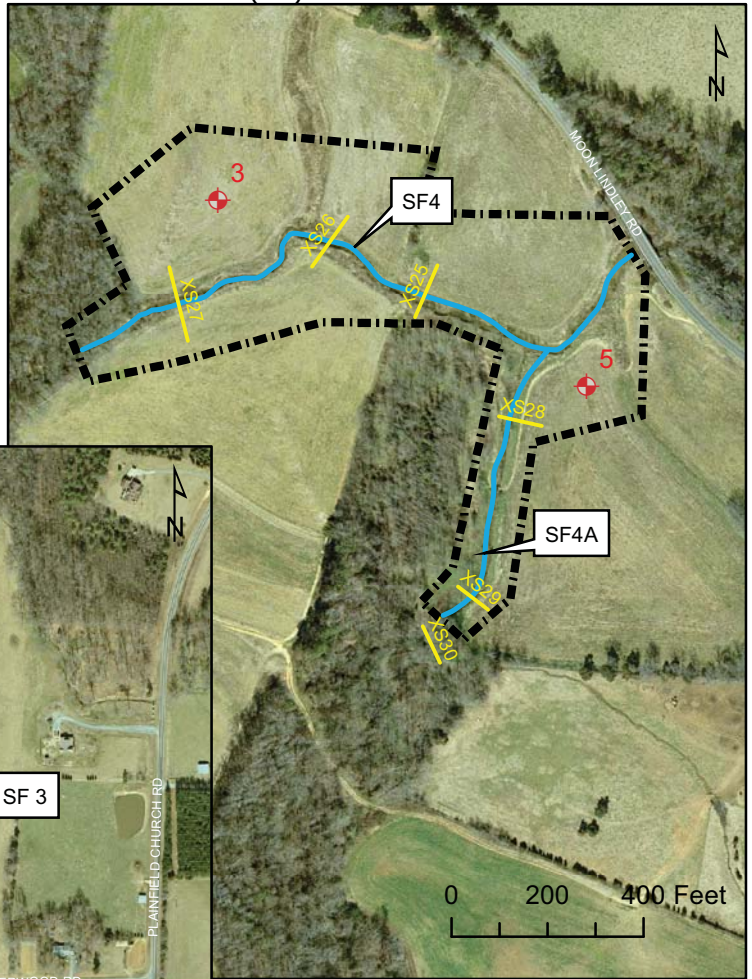 N
MOON LINDLEY RD
3
SF4
XS26
XS25
XS27
5
XS28
SF4A
XS29
XS30
N
SF 3
PLAINFIELD CHURCH RD
0 200 400 Feet